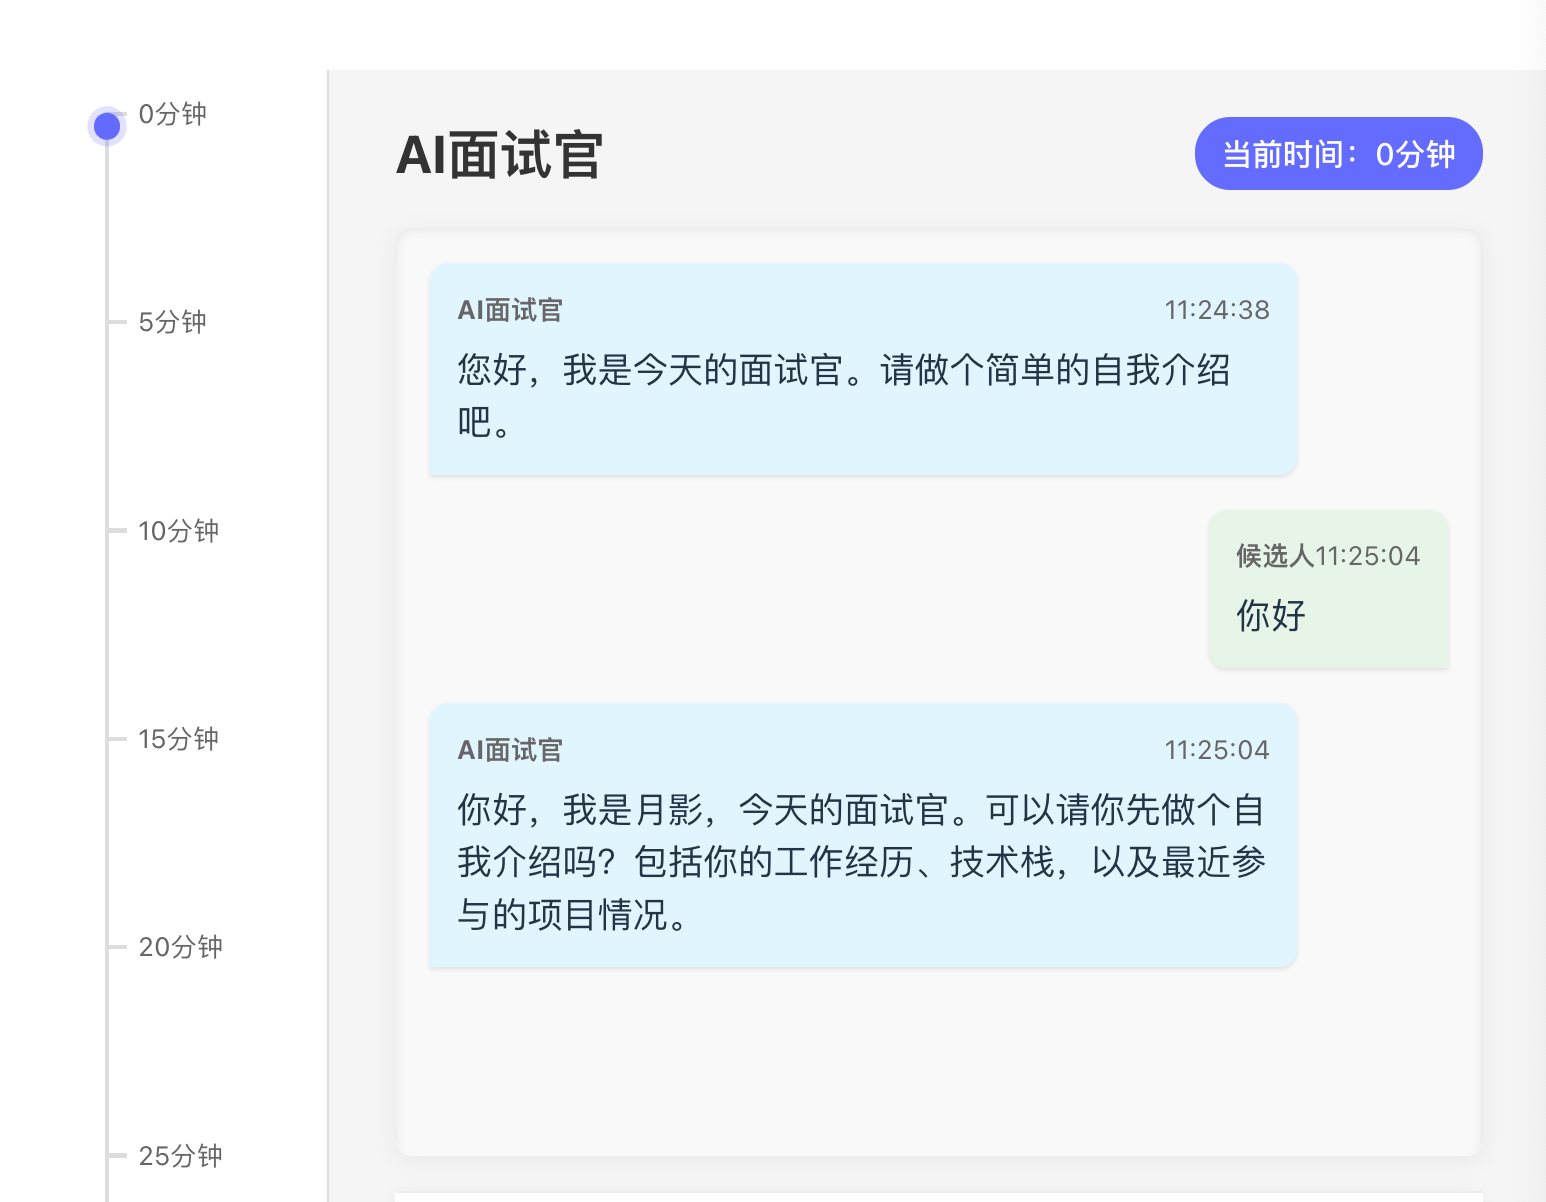 0分钟
5分钟
10分钟
15分钟
20分钟
25分钟
AI面试官
当前时间：0分钟
AI面试官 11:24:38
您好，我是今天的面试官。请做个简单的自我介绍
吧。
候选人11:25:04
你好
AI面试官 11:25:04
你好，我是月影，今天的面试官。可以请你先做个自
我介绍吗？包括你的工作经历、技术栈，以及最近参
与的项目情况。